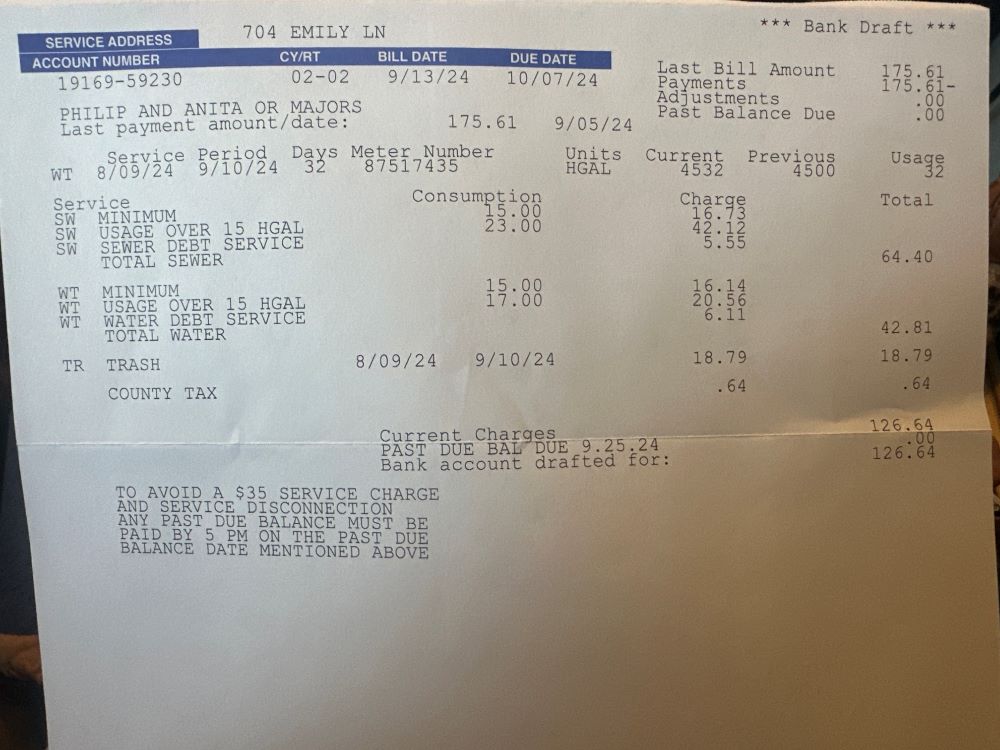 SERVICE ADDRESS 704 EMILY LN *** Bank Draft ***
ACCOUNT NUMBER CY/RT BILL DATE DUE DATE
19169-59230 02-02 9/13/24 10/07/24 Last Bill Amount 175.61
Payments 175.61-
Adjustments .00
PHILIP AND ANITA OR MAJORS Past Balance Due .00
Last payment amount/date: 175.61 9/05/24
Service Period Days Meter Number Units Current Previous Usage
WT 8/09/24 9/10/24 32 87517435 HGAL 4532 4500 32
Service Consumption Charge Total
SW MINIMUM 15.00 16.73
SW USAGE OVER 15 HGAL 23.00 42.12
SW SEWER DEBT SERVICE 5.55
TOTAL SEWER 64.40
WT MINIMUM 15.00 16.14
WT USAGE OVER 15 HGAL 17.00 20.56
WT WATER DEBT SERVICE 6.11
TOTAL WATER 42.81
TR TRASH 8/09/24 9/10/24 18.79 18.79
COUNTY TAX .64 .64
Current Charges 126.64
PAST DUE BAL DUE 9.25.24 .00
Bank account drafted for: 126.64
TO AVOID A $35 SERVICE CHARGE
AND SERVICE DISCONNECTION
ANY PAST DUE BALANCE MUST BE
PAID BY 5 PM ON THE PAST DUE
BALANCE DATE MENTIONED ABOVE